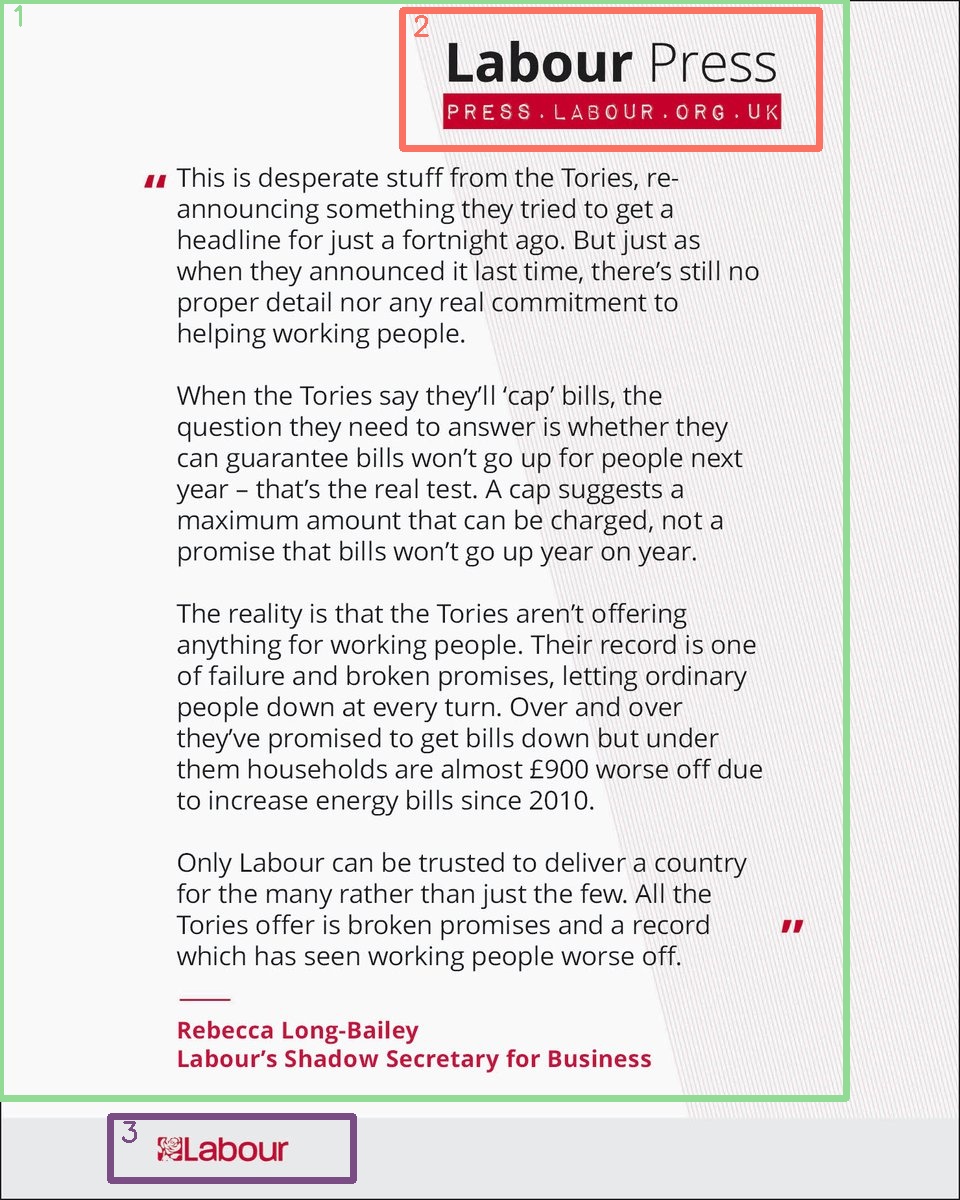 Labour Press
PRESS.LABOUR.ORG.UK
" This is desperate stuff from the Tories, re-
announcing something they tried to get a
headline for just a fortnight ago. But just as
when they announced it last time, there’s still no
proper detail nor any real commitment to
helping working people.
When the Tories say they’ll ‘cap’ bills, the
question they need to answer is whether they
can guarantee bills won’t go up for people next
year – that’s the real test. A cap suggests a
maximum amount that can be charged, not a
promise that bills won’t go up year on year.
The reality is that the Tories aren’t offering
anything for working people. Their record is one
of failure and broken promises, letting ordinary
people down at every turn. Over and over
they’ve promised to get bills down but under
them households are almost £900 worse off due
to increase energy bills since 2010.
Only Labour can be trusted to deliver a country
for the many rather than just the few. All the
Tories offer is broken promises and a record "
which has seen working people worse off.
Rebecca Long-Bailey
Labour’s Shadow Secretary for Business
Labour